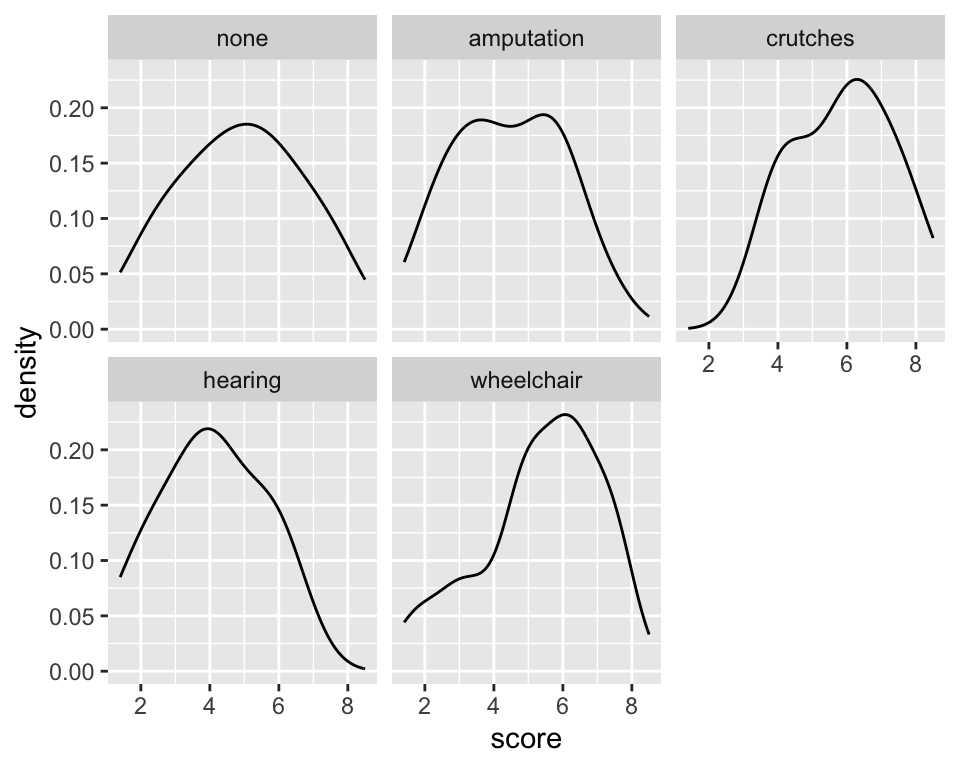 none amputation crutches
0.20
0.15
0.10
0.05
0.00
2 4 6 8
density
hearing wheelchair
0.20
0.15
0.10
0.05
0.00
2 4 6 8 2 4 6 8
score